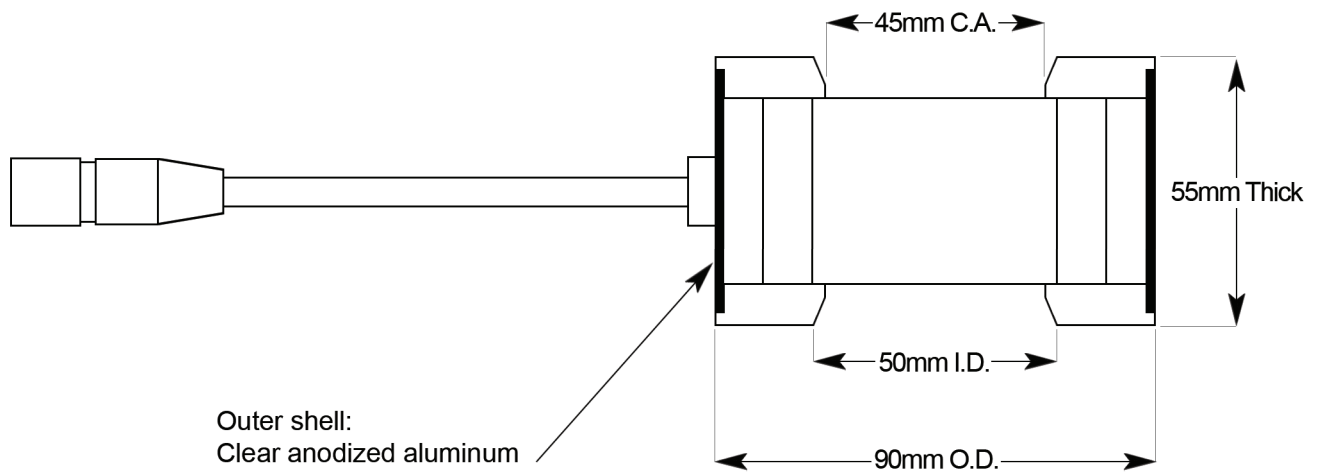 45mm C.A.
55mm Thick
50mm I.D.
Outer shell:
Clear anodized aluminum
90mm O.D.